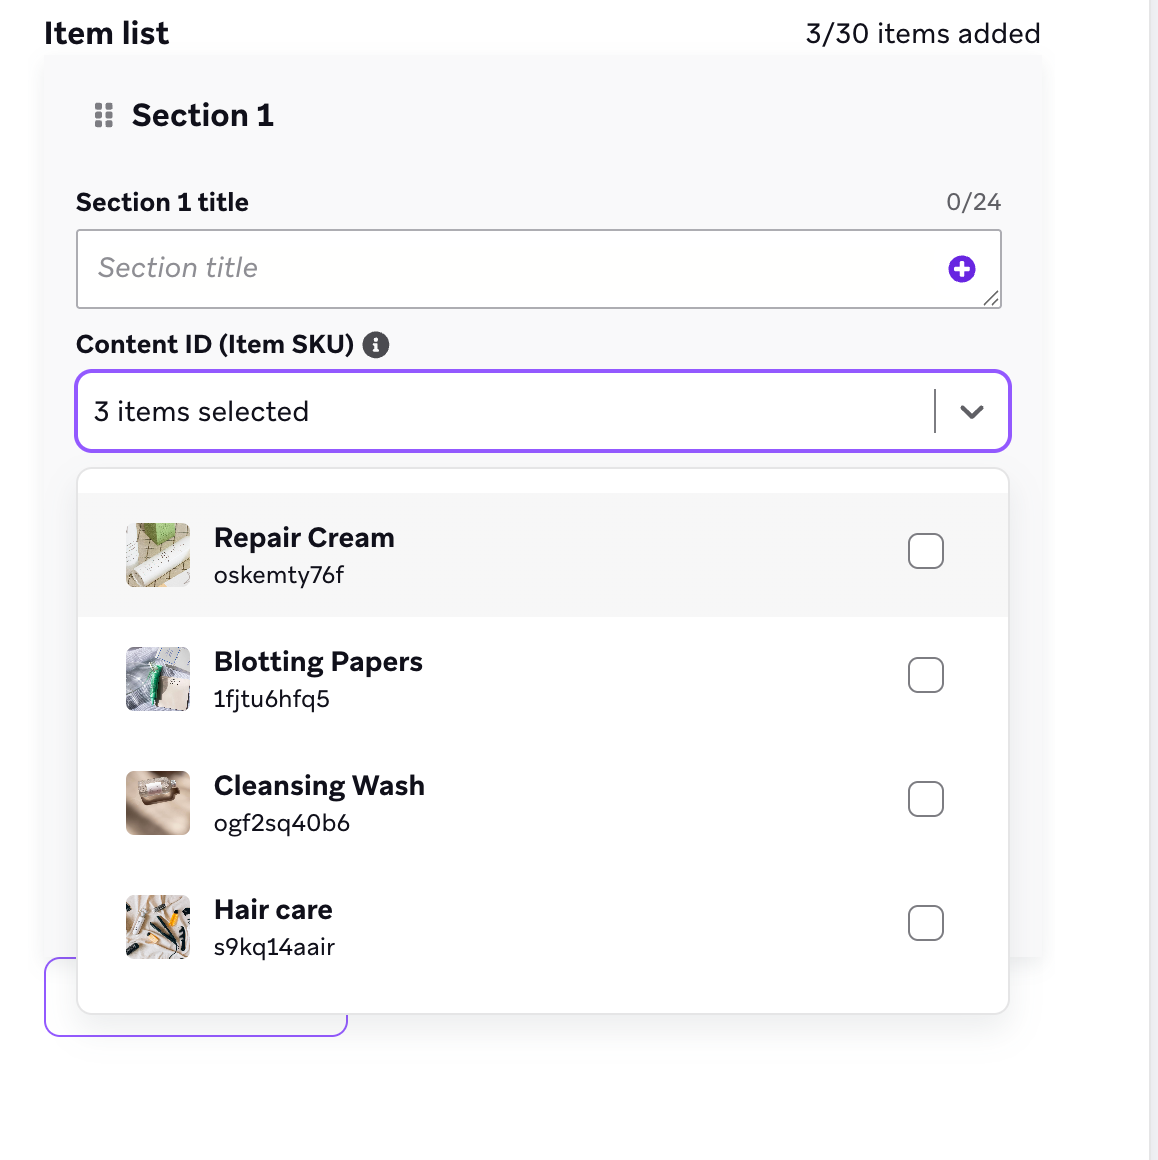 Item list
3/30 items added
Section 1
Section 1 title
0/24
Section title
Content ID (Item SKU)
3 items selected
Repair Cream
oskemty76f
Blotting Papers
1fjtu6hfq5
Cleansing Wash
ogf2sq40b6
Hair care
s9kq14aair